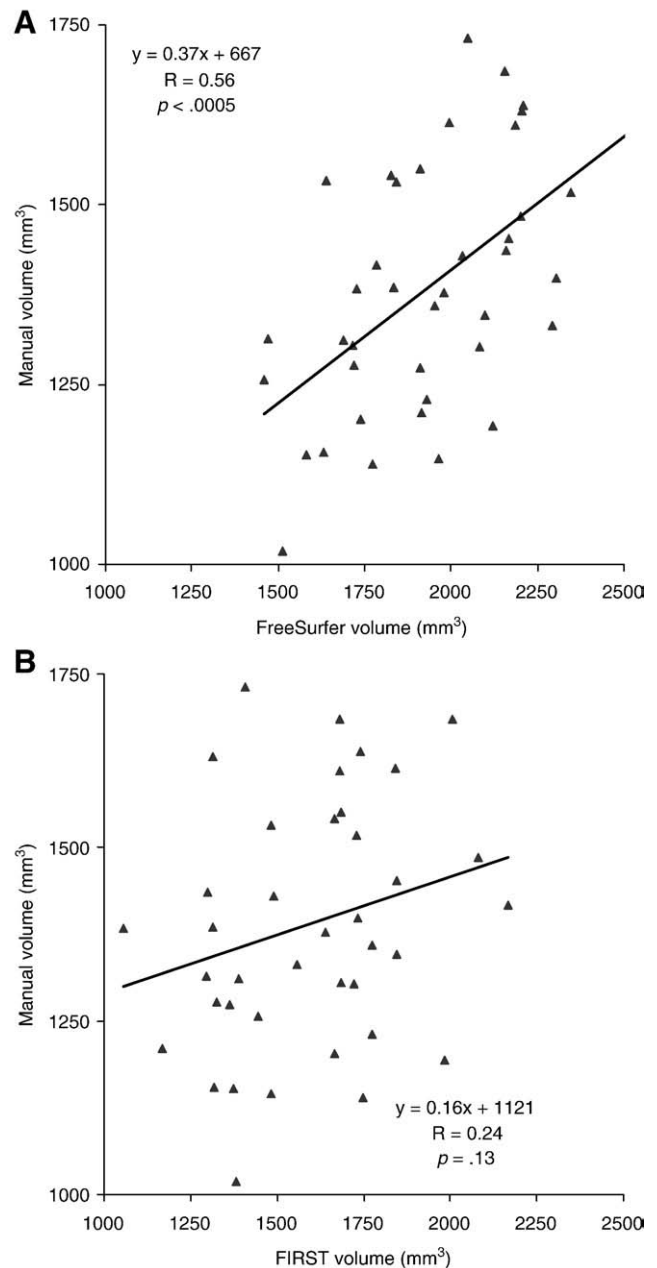 A
y = 0.37x + 667
R = 0.56
p < .0005
1750
1500
1250
1000
Manual volume (mm³)
1000 1250 1500 1750 2000 2250 2500
FreeSurfer volume (mm³)
B
1750
1500
1250
1000
Manual volume (mm³)
y = 0.16x + 1121
R = 0.24
p = .13
1000 1250 1500 1750 2000 2250 2500
FIRST volume (mm³)